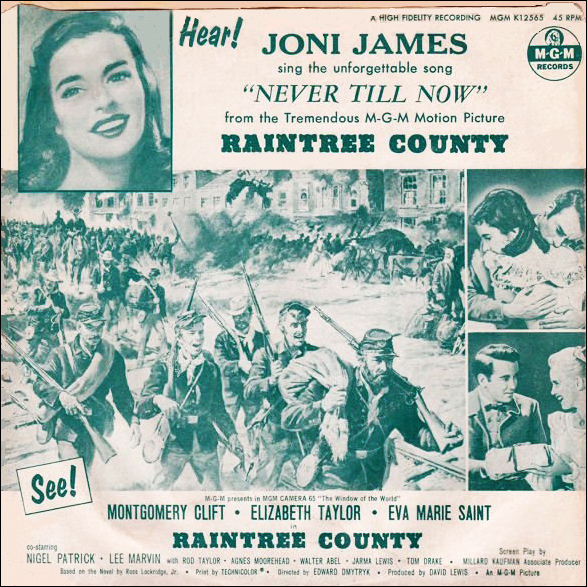 A HIGH FIDELITY RECORDING MGM K12565 45 RPM
Hear!
JONI JAMES
sing the unforgettable song
"NEVER TILL NOW"
from the Tremendous M-G-M Motion Picture
RAINTREE COUNTY
M-G-M
RECORDS
See!
M-G-M presents in MGM CAMERA 65 "The Window of the World"
MONTGOMERY CLIFT • ELIZABETH TAYLOR • EVA MARIE SAINT
in
RAINTREE COUNTY
co-starring
NIGEL PATRICK • LEE MARVIN with ROD TAYLOR • AGNES MOOREHEAD • WALTER ABEL • JARMA LEWIS • TOM DRAKE •
Screen Play by
MILLARD KAUFMAN Associate Producer
Based on the Novel by Ross Lockridge, Jr. • Print by TECHNICOLOR ® • Directed by EDWARD DMYTRYK • Produced by DAVID LEWIS • An M-G-M Picture